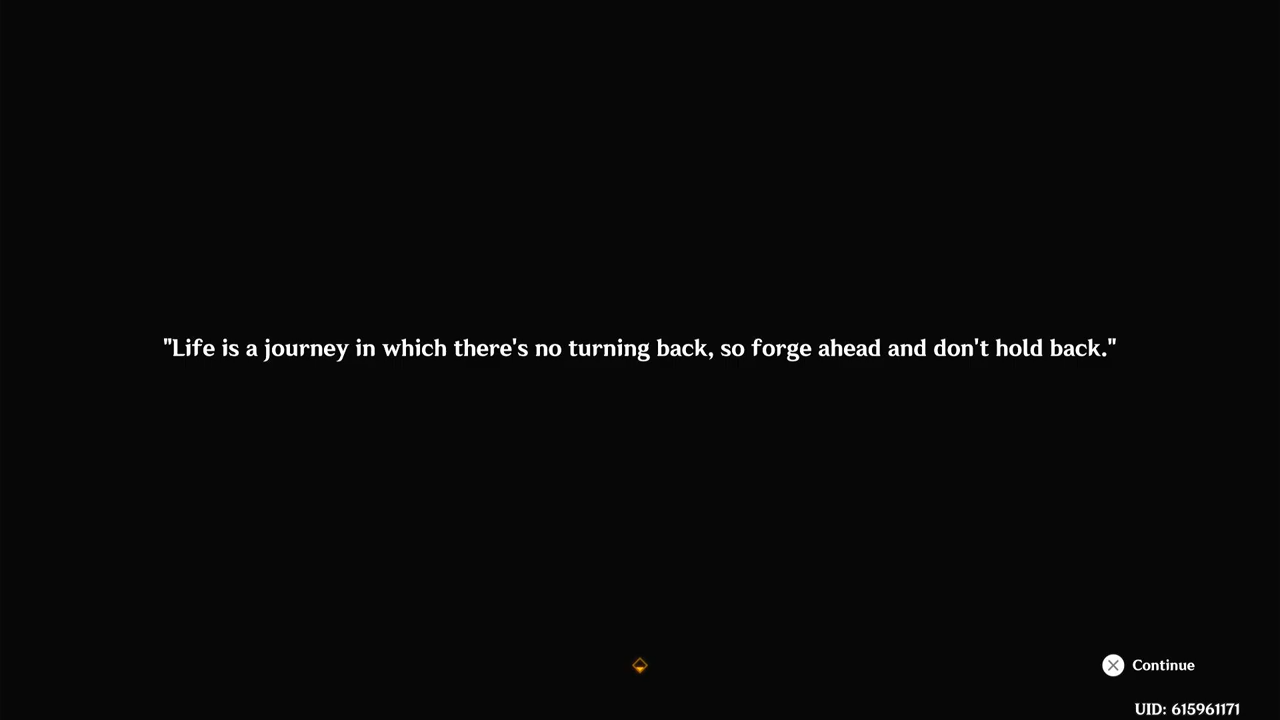 "Life is a journey in which there's no turning back, so forge ahead and don't hold back."
Continue
UID: 615961171